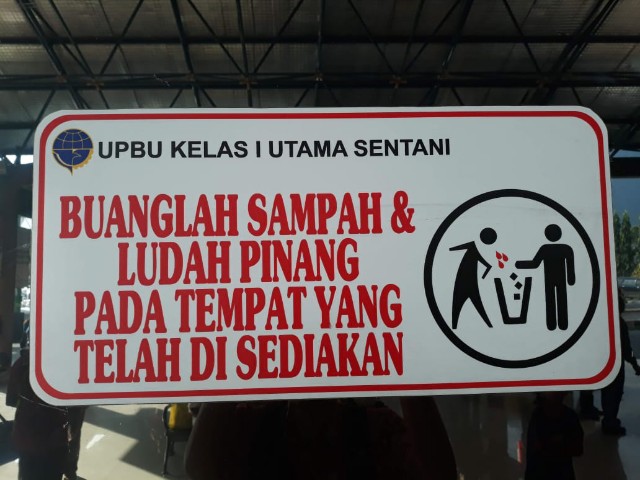 UPBU KELAS I UTAMA SENTANI
BUANGLAH SAMPAH &
LUDAH PINANG
PADA TEMPAT YANG
TELAH DI SEDIAKAN